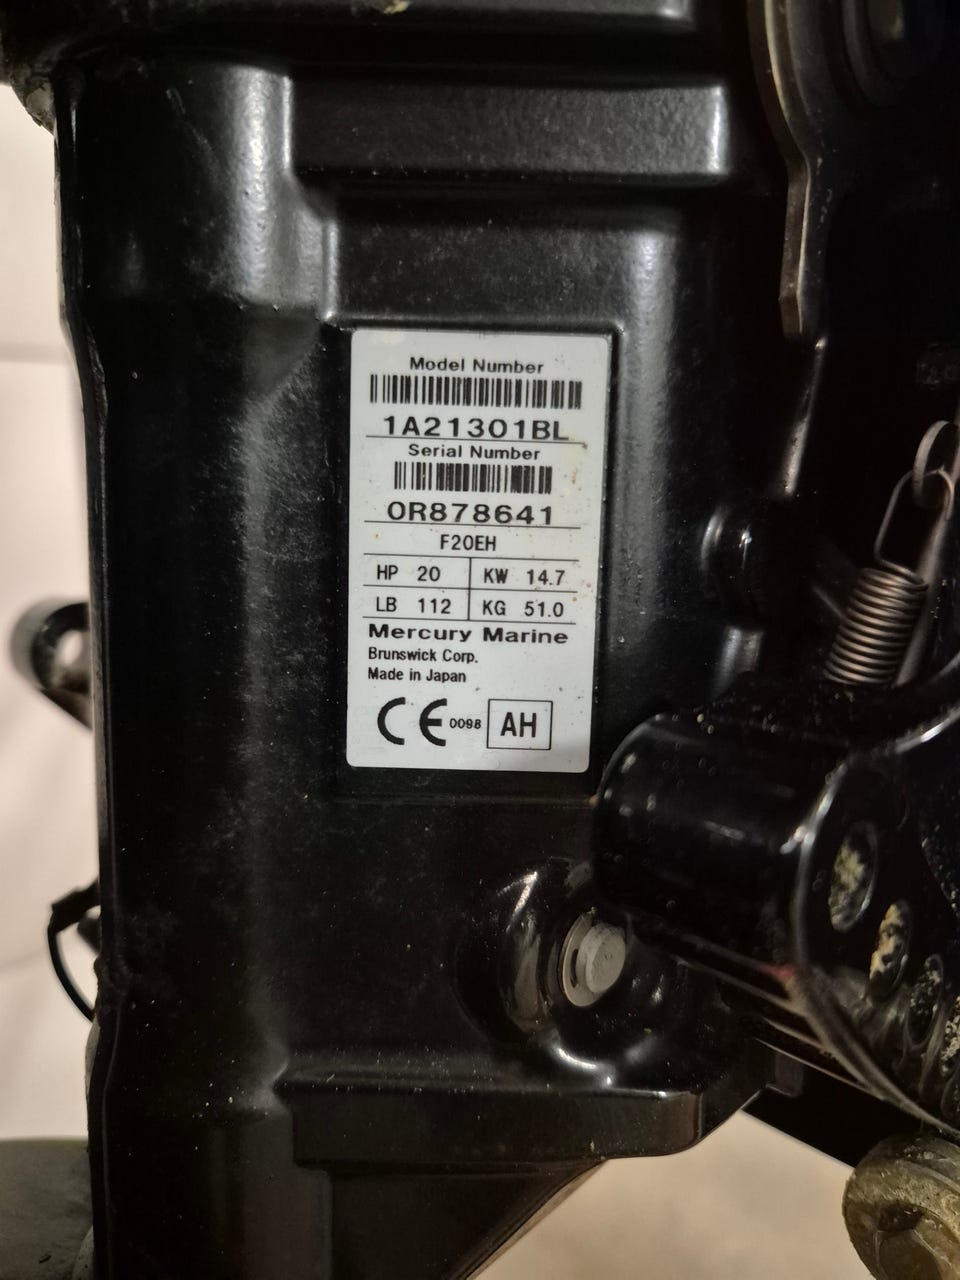 Model Number
1A21301BL
Serial Number
0R878641
F20EH
HP 20 KW 14.7
LB 112 KG 51.0
Mercury Marine
Brunswick Corp.
Made in Japan
CE 0098 AH